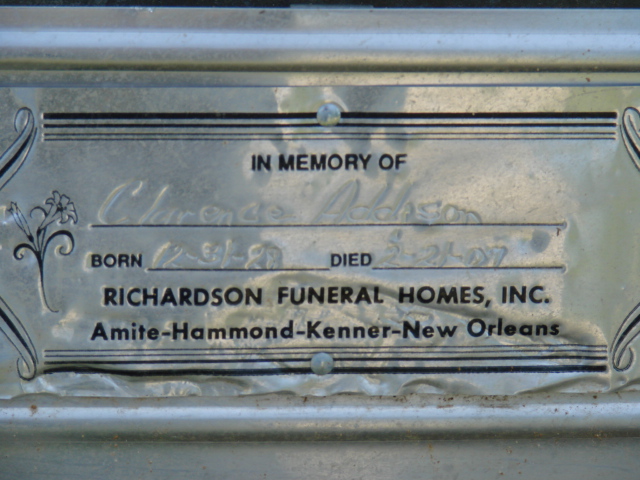 IN MEMORY OF
Clarence Addison
BORN DIED
RICHARDSON FUNERAL HOMES, INC.
Amite-Hammond-Kenner-New Orleans